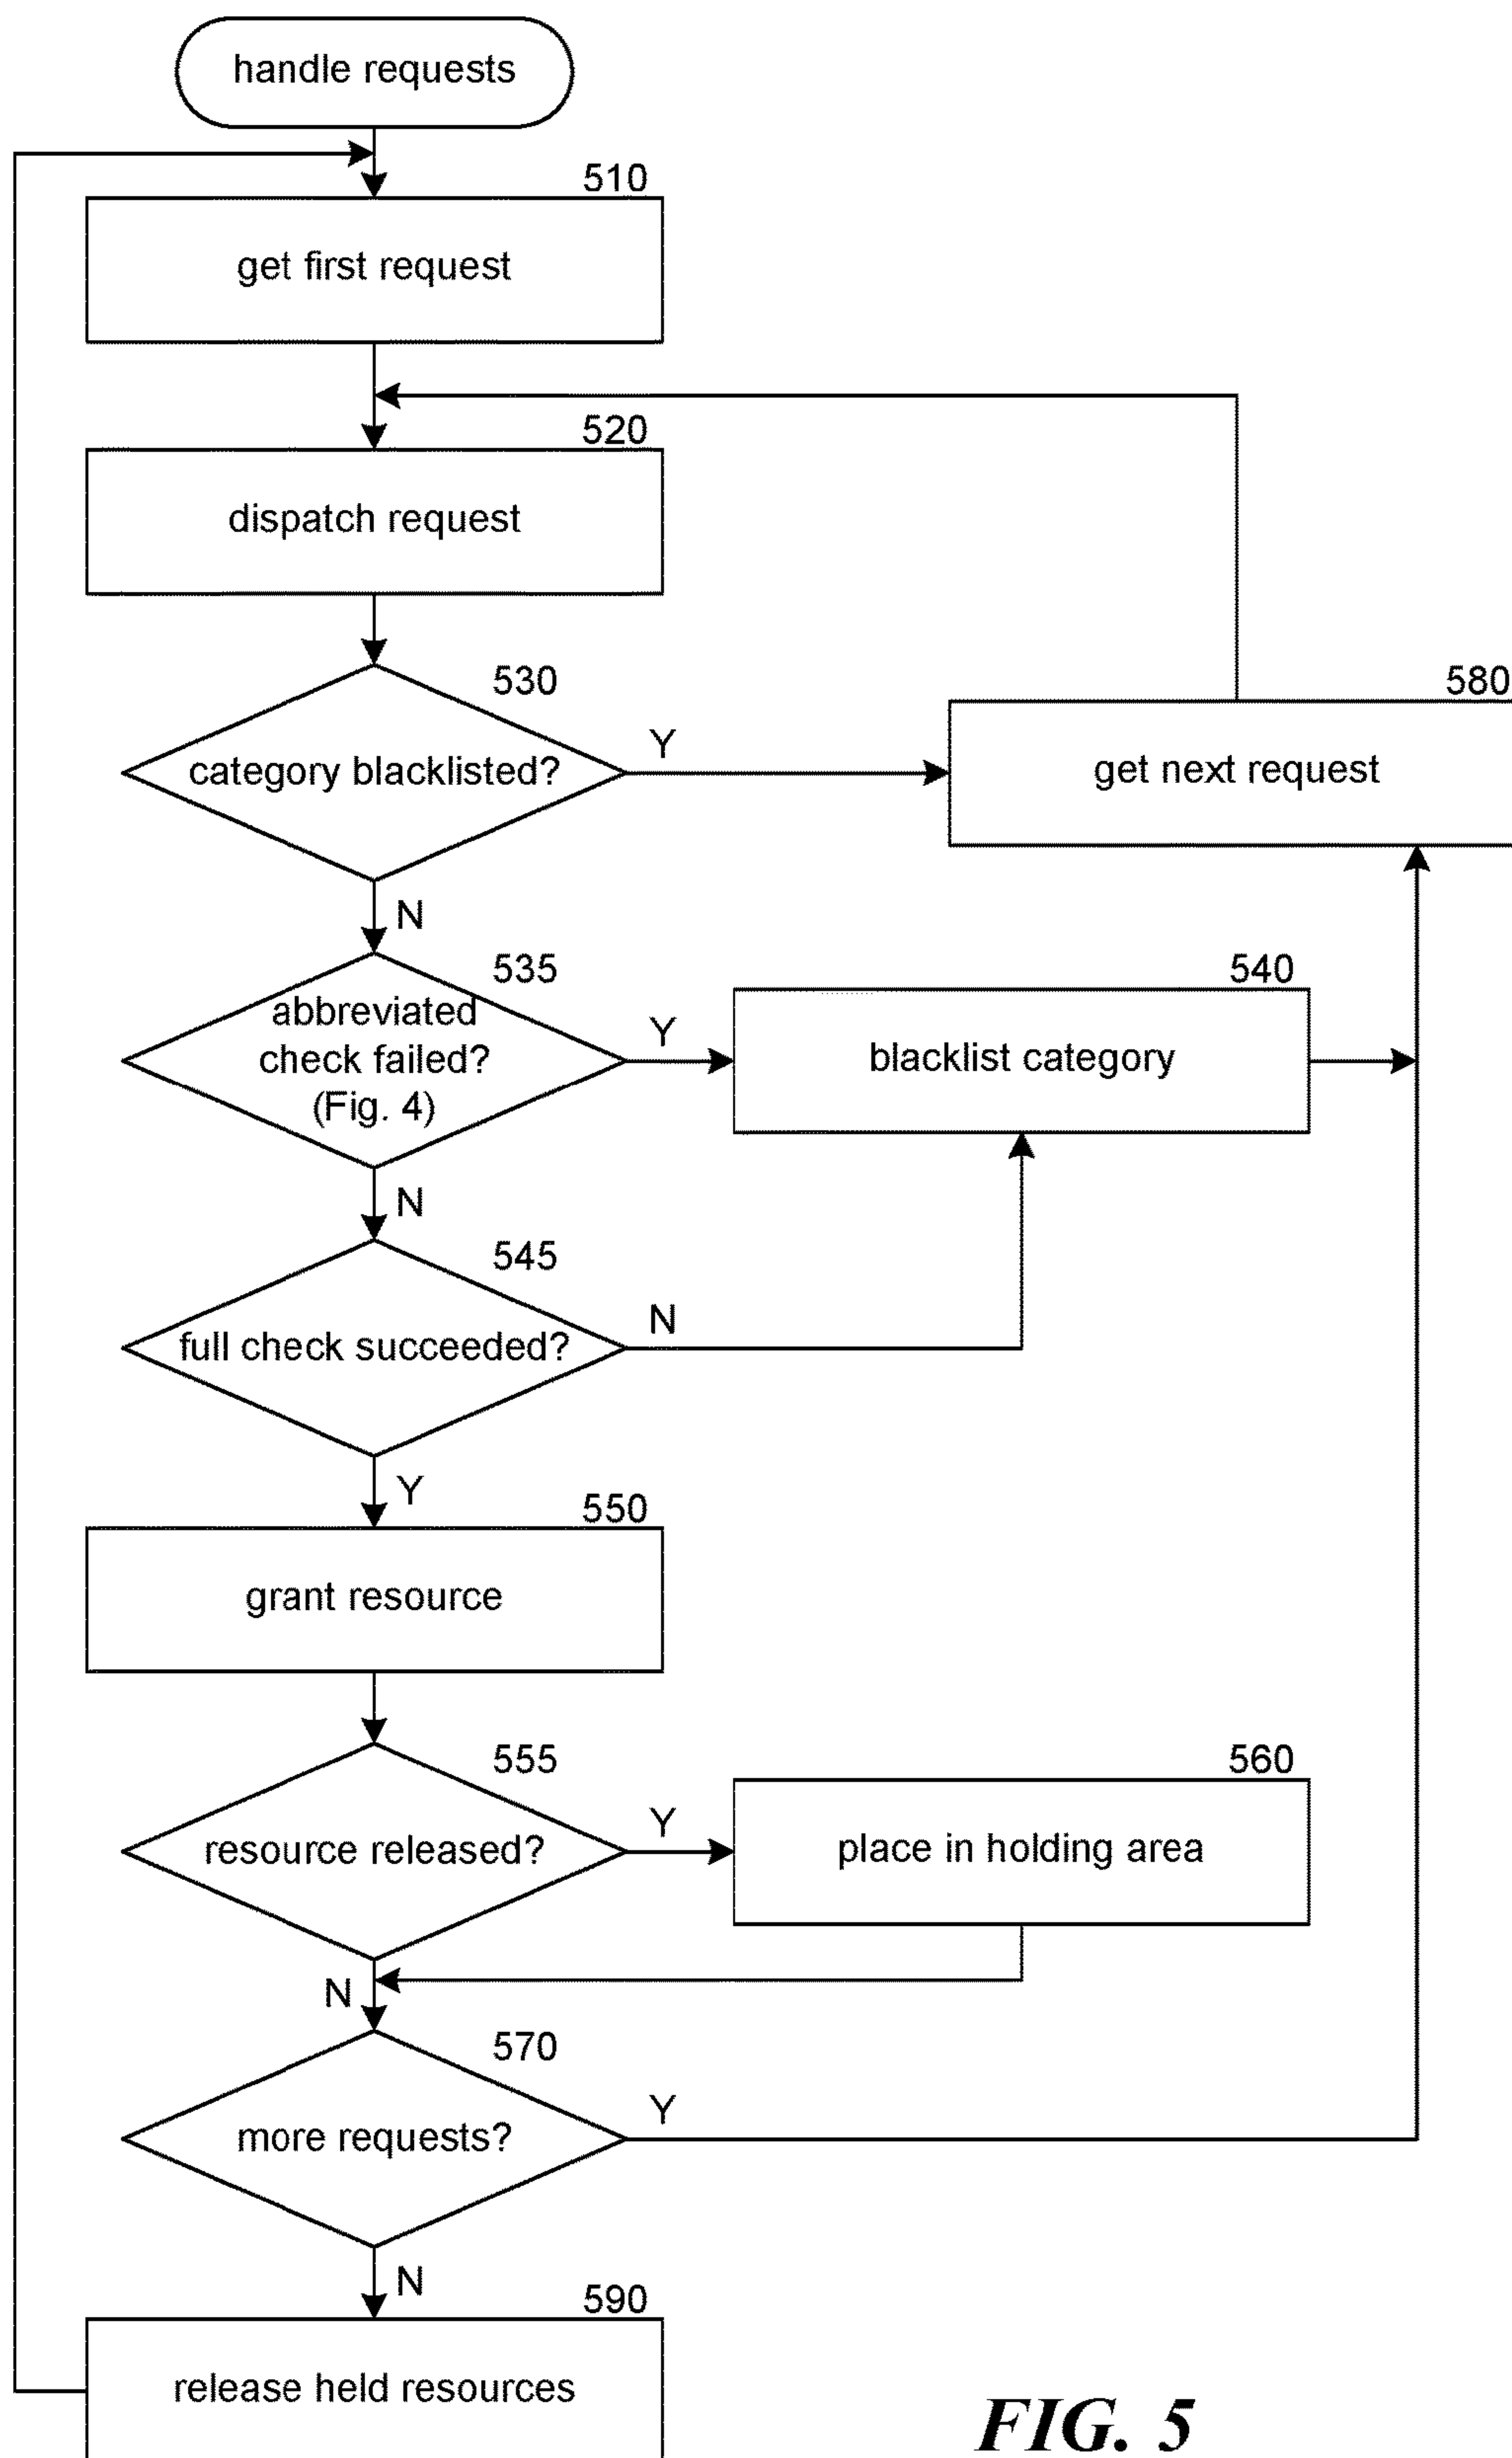 handle requests
510
get first request
520
dispatch request
530
category blacklisted?
Y
580
get next request
N
535
abbreviated
check failed?
(Fig. 4)
Y
540
blacklist category
N
545
full check succeeded?
N
Y
550
grant resource
555
resource released?
Y
560
place in holding area
N
570
more requests?
Y
N
590
release held resources
FIG. 5